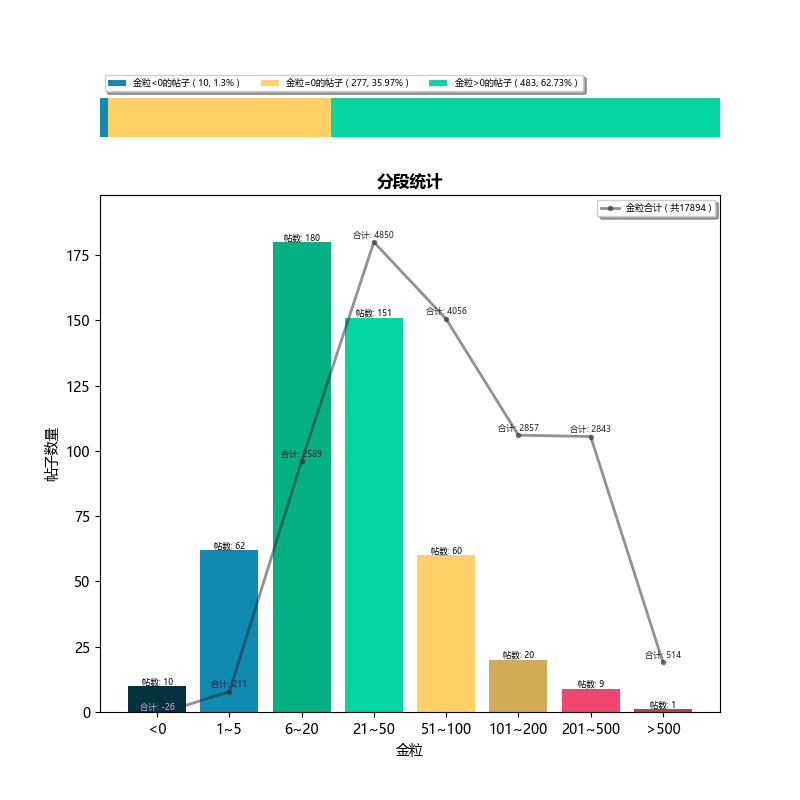 金粒<0的帖子 ( 10, 1.3% ) 金粒=0的帖子 ( 277, 35.97% ) 金粒>0的帖子 ( 483, 62.73% )
分段统计
金粒合计 ( 共17894 )
帖数: 180
合计: 4850
合计: 4056
帖数: 151
合计: 2857
合计: 2843
合计: 2589
帖数: 62
帖数: 60
帖数: 20
合计: 514
帖数: 10
合计: 211
帖数: 9
合计: -26
帖数: 1
175
150
125
100
75
50
25
0
帖子数量
<0 1~5 6~20 21~50 51~100 101~200 201~500 >500
金粒